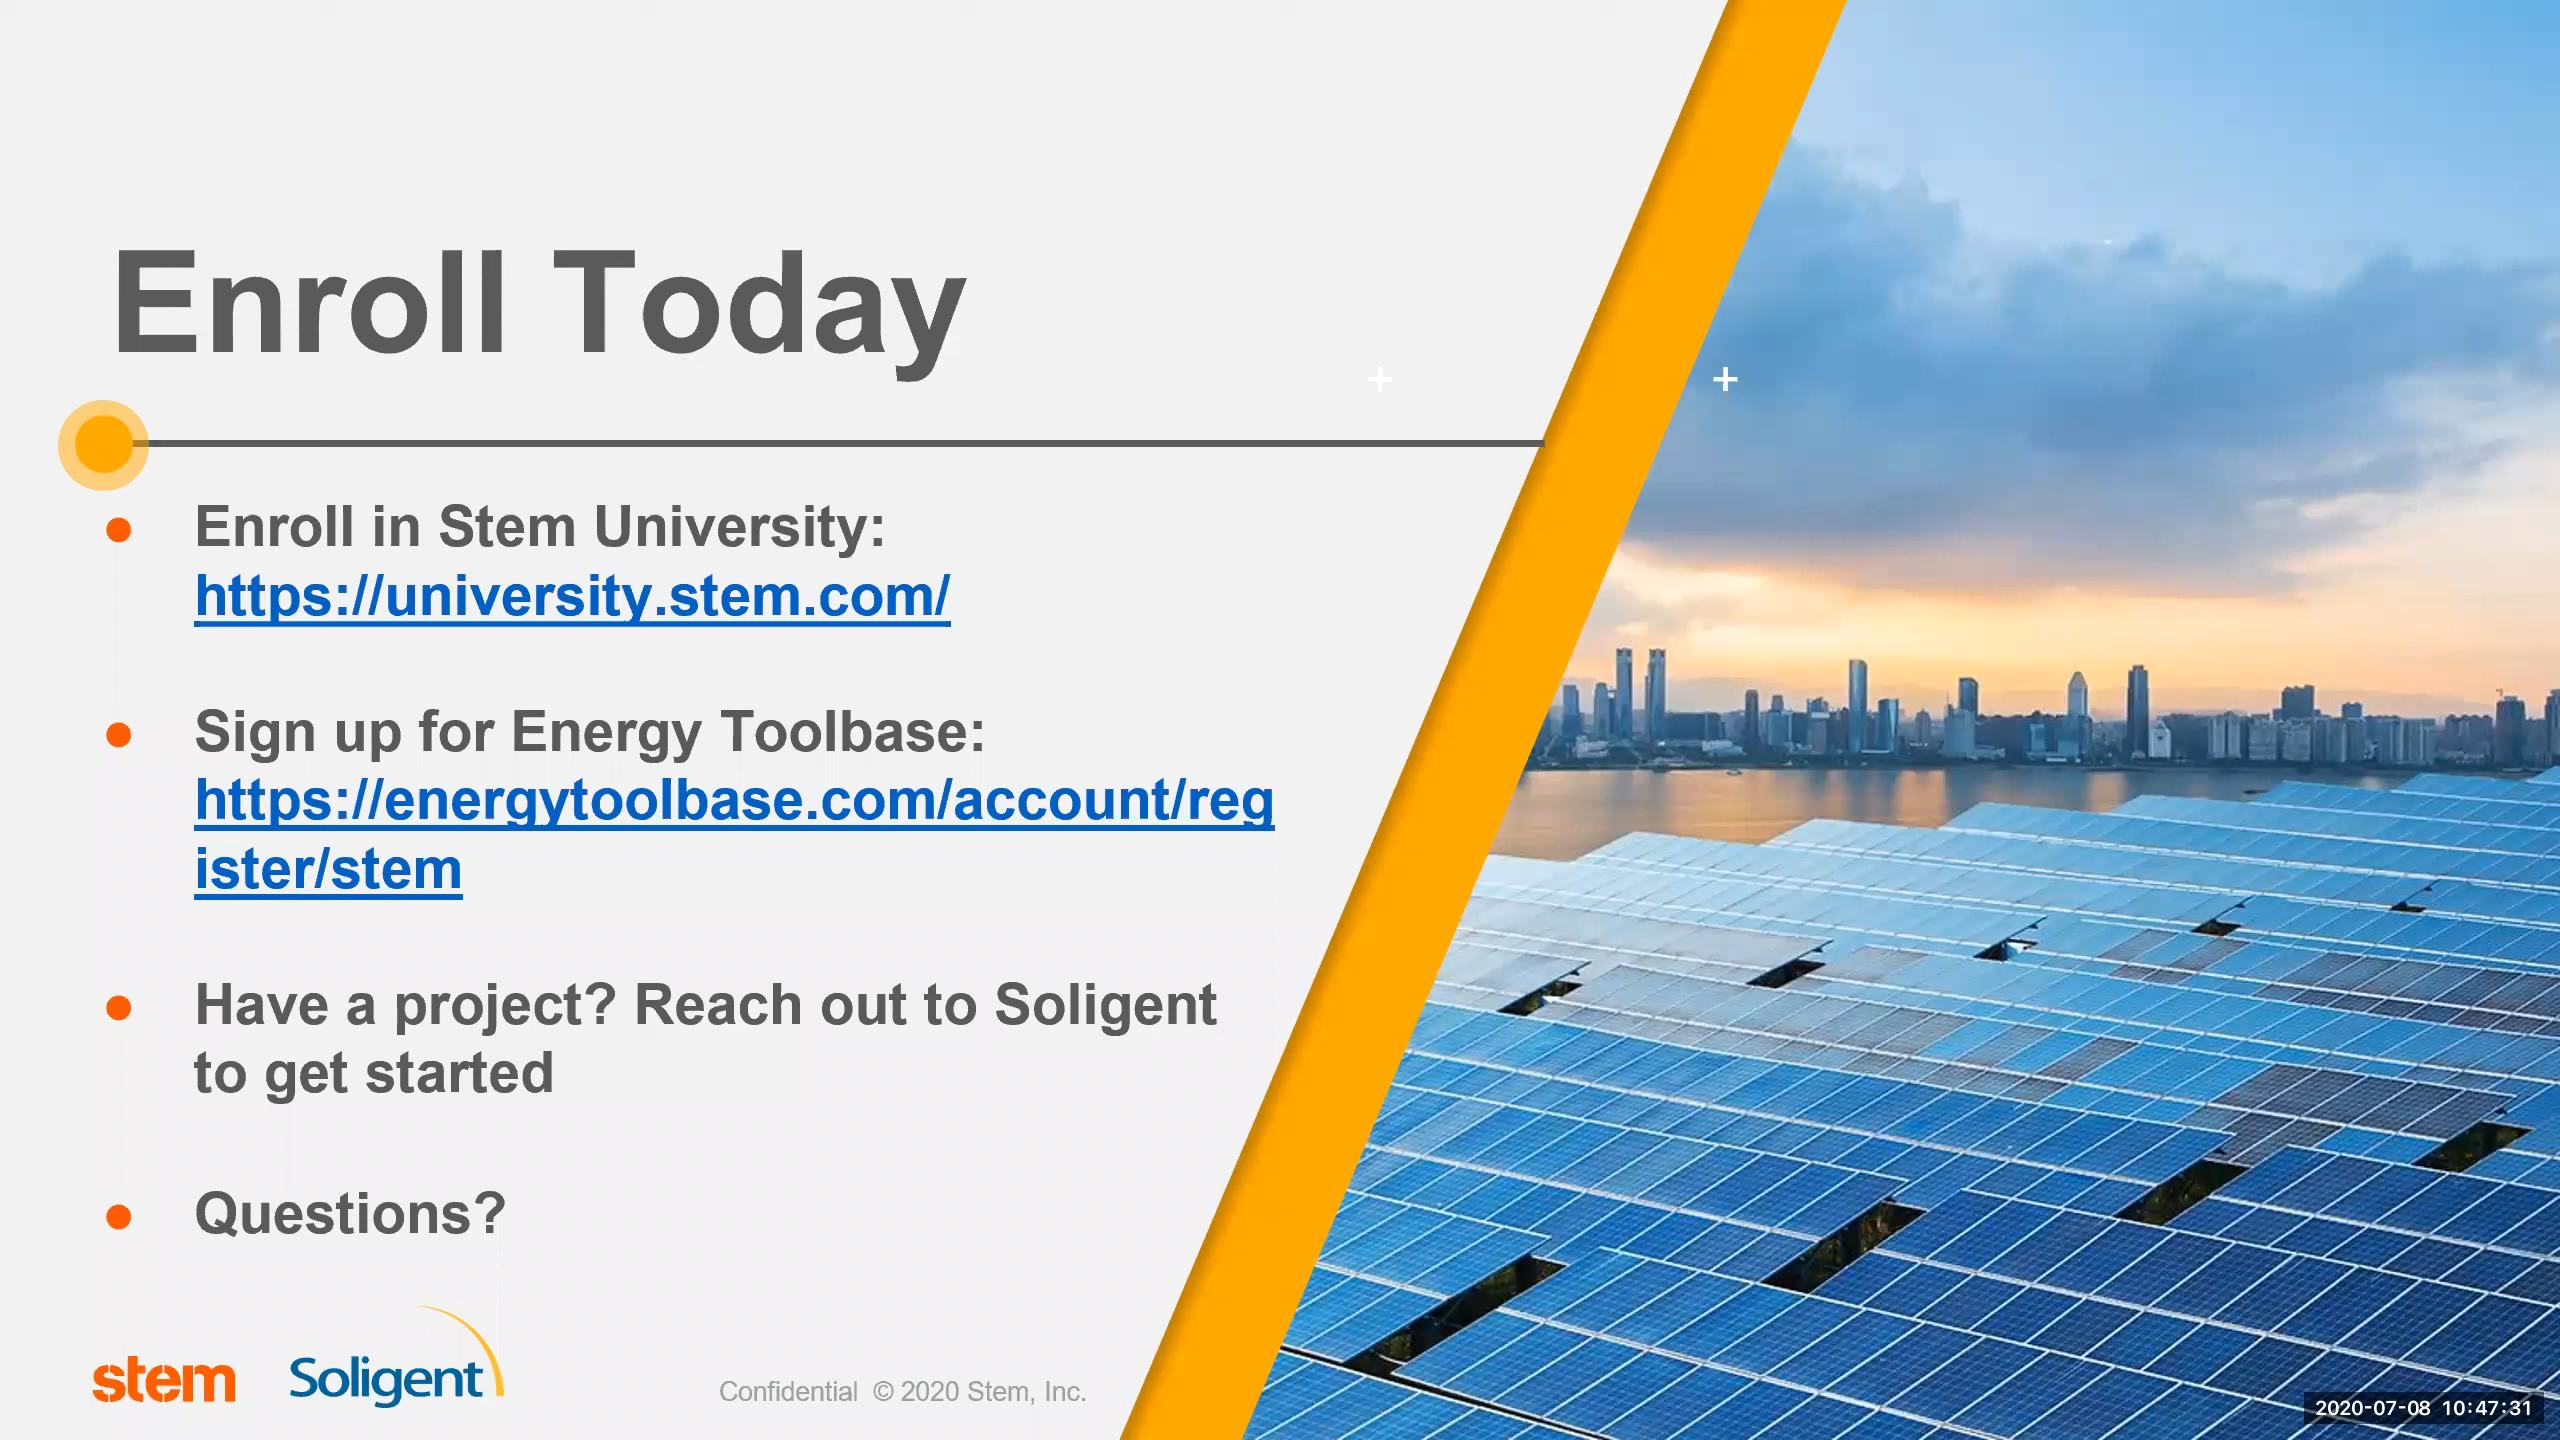 Enroll Today
Enroll in Stem University:
https://university.stem.com/
Sign up for Energy Toolbase:
https://energytoolbase.com/account/reg
ister/stem
Have a project? Reach out to Soligent
to get started
Questions?
stem
Soligent
Confidential © 2020 Stem, Inc.
2020-07-08 10:47:31